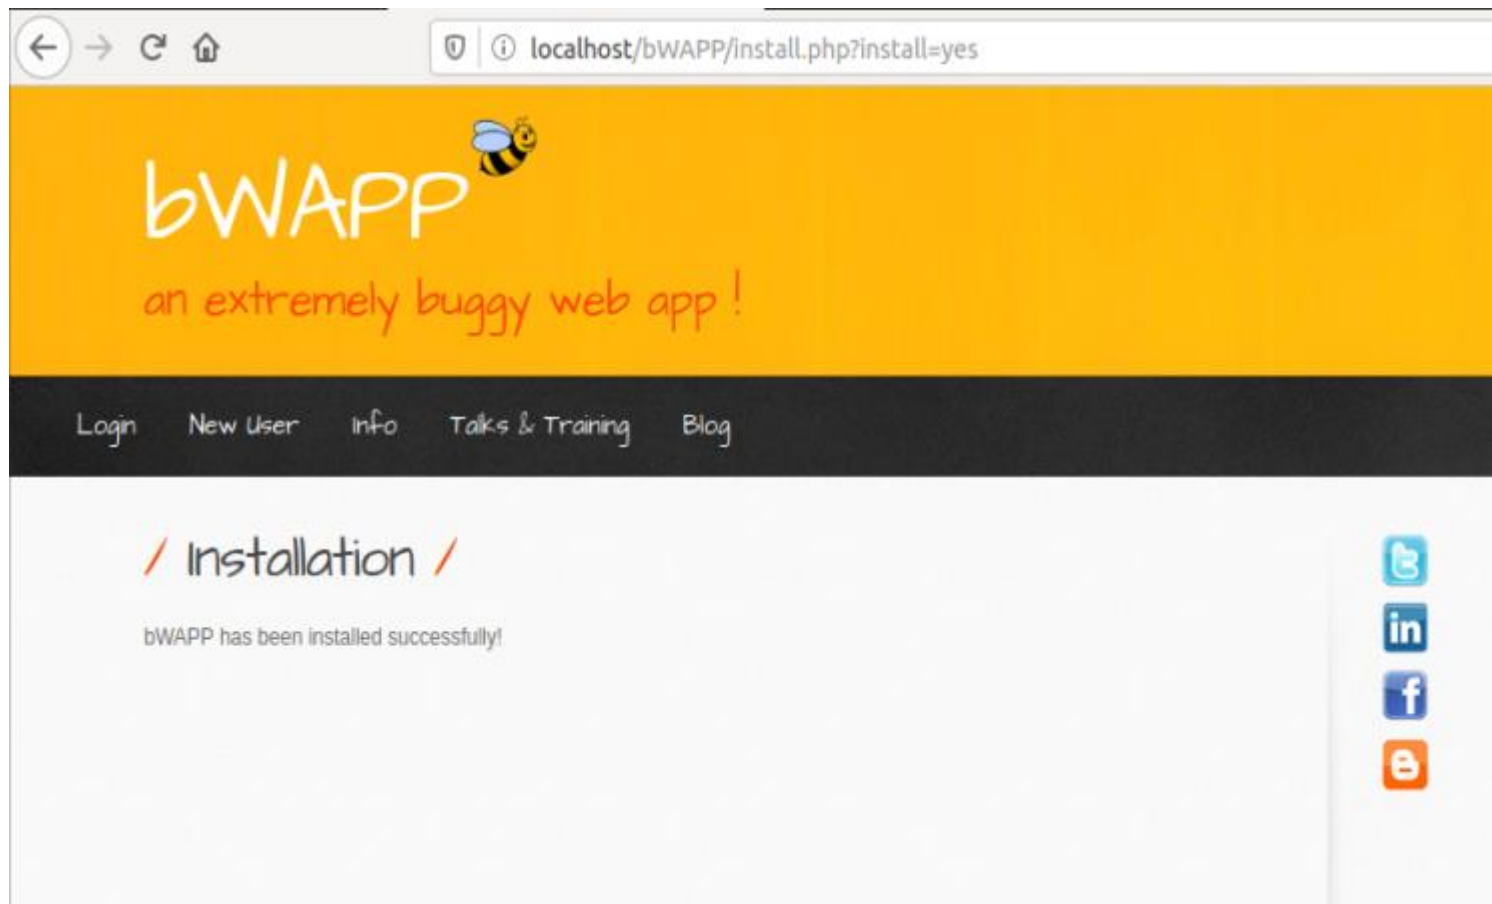 localhost/bWAPP/install.php?install=yes
bWAPP
an extremely buggy web app !
Login New User Info Talks & Training Blog
/ Installation /
bWAPP has been installed successfully!